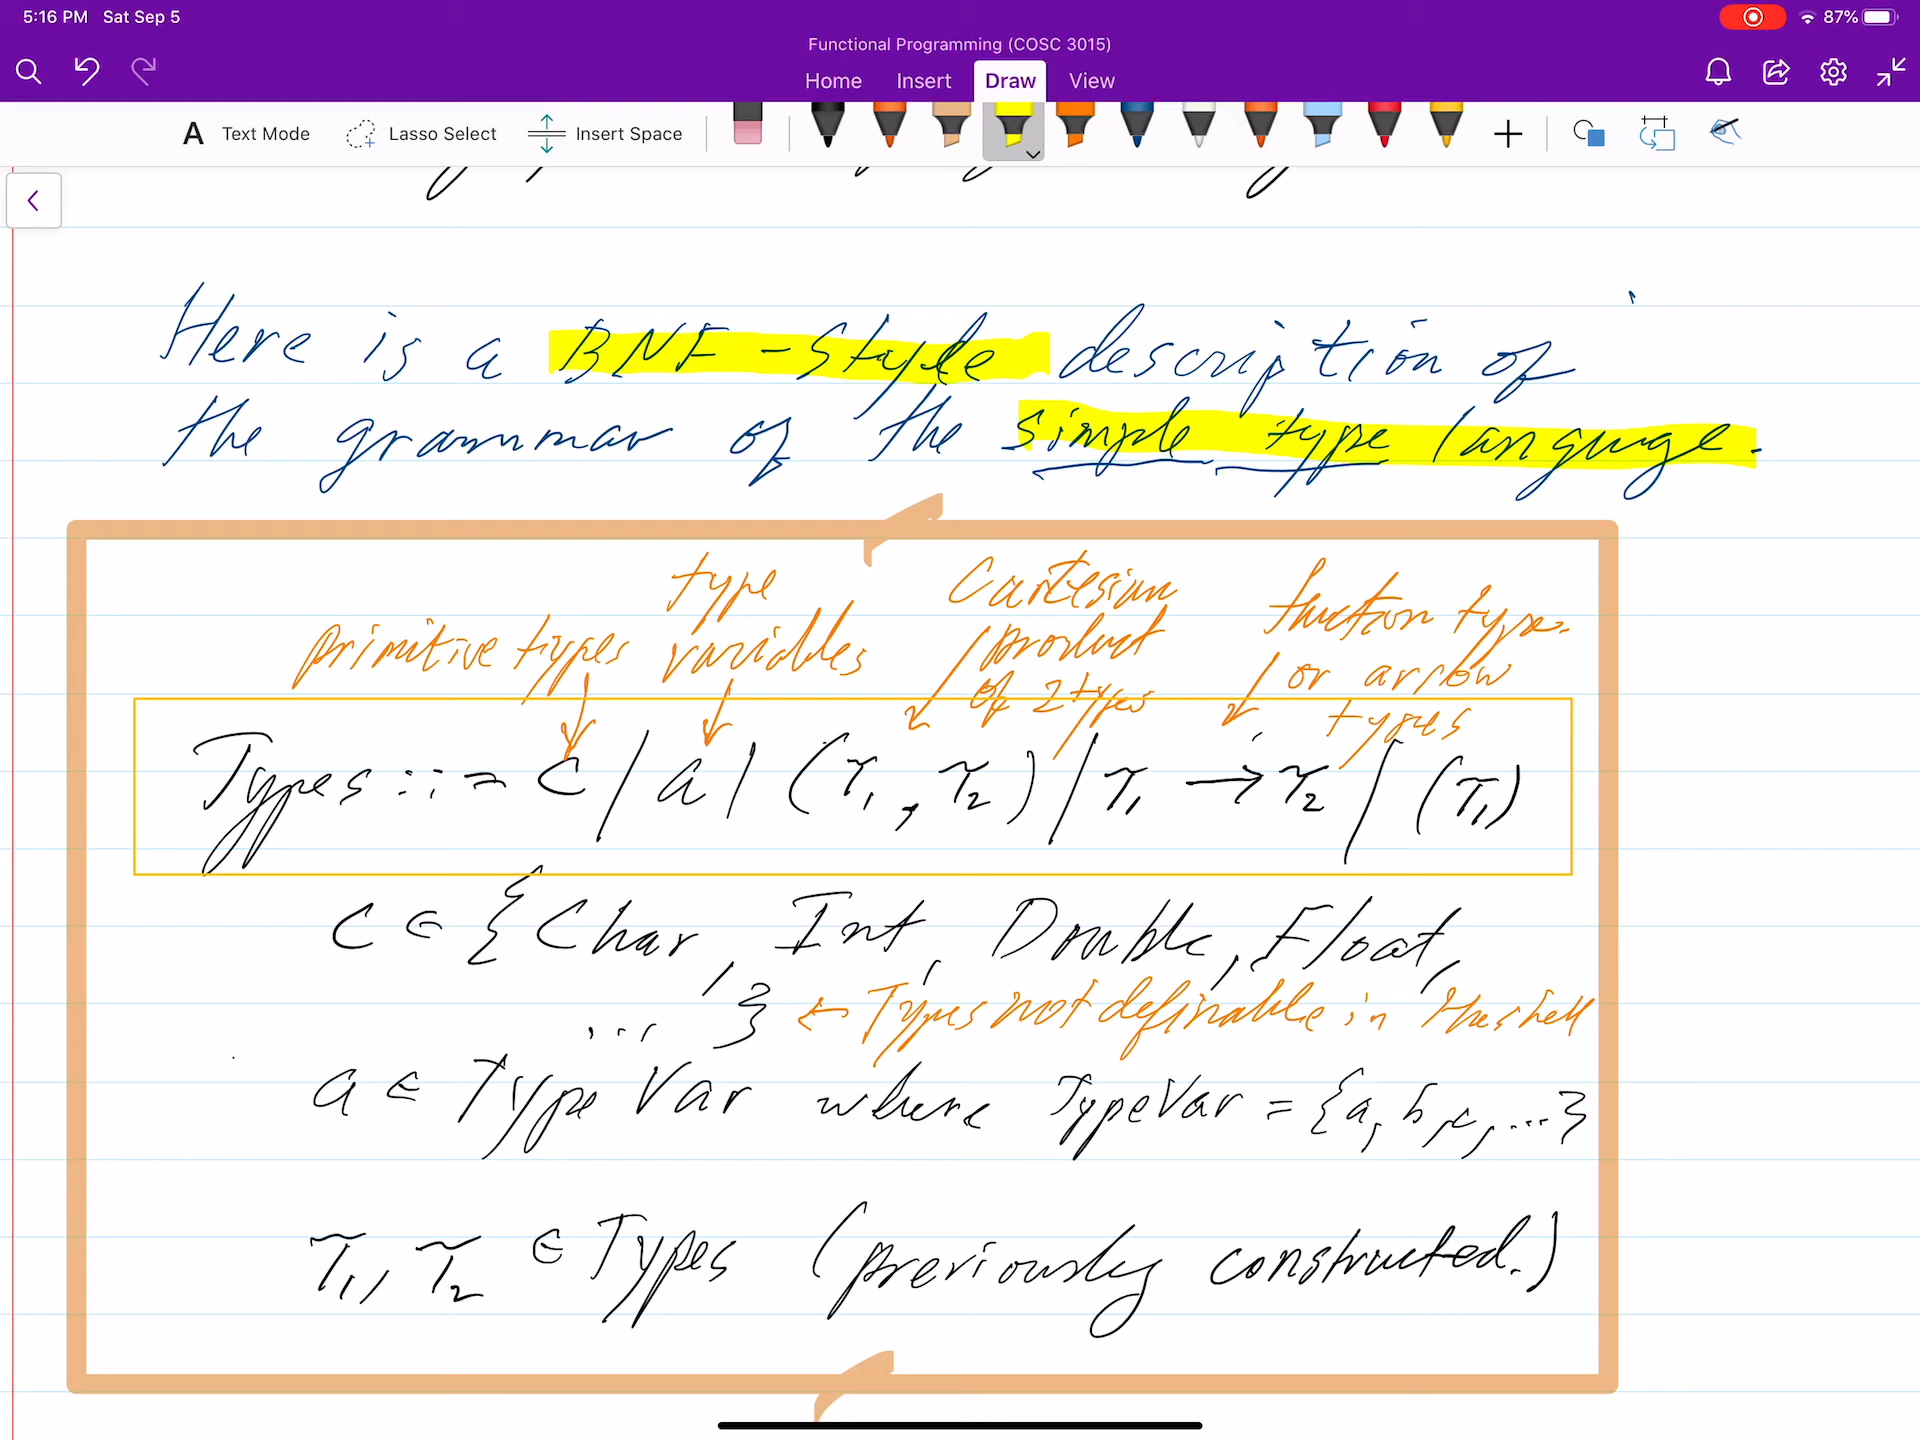 5:16 PM Sat Sep 5
87%
Functional Programming (COSC 3015)
Home Insert Draw View
A Text Mode Lasso Select Insert Space
Here is a BNF-Style description of
the grammar of the simple type language.
primitive types
type
variables
Cartesian
product
of 2 types
function types
or arrow
types
Types ::= C | a | (τ₁, τ₂) | τ₁ → τ₂ | (τ₁)
C ∈ {Char, Int, Double, Float,
... } ← Types not definable in the shell
a ∈ TypeVar where TypeVar = {a, b, c, ...}
τ₁, τ₂ ∈ Types (previously constructed.)